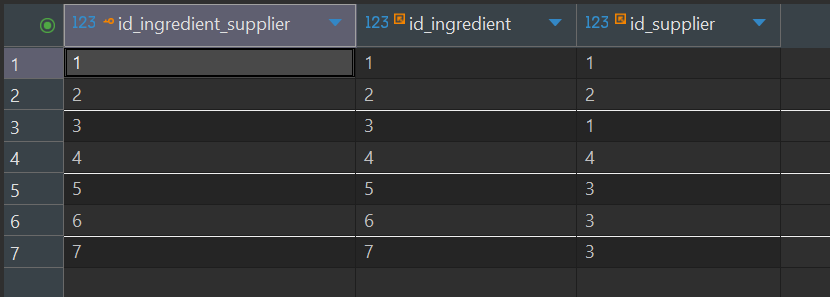 123 id_ingredient_supplier 123 id_ingredient 123 id_supplier
1 1 1 1
2 2 2 2
3 3 3 1
4 4 4 4
5 5 5 3
6 6 6 3
7 7 7 3